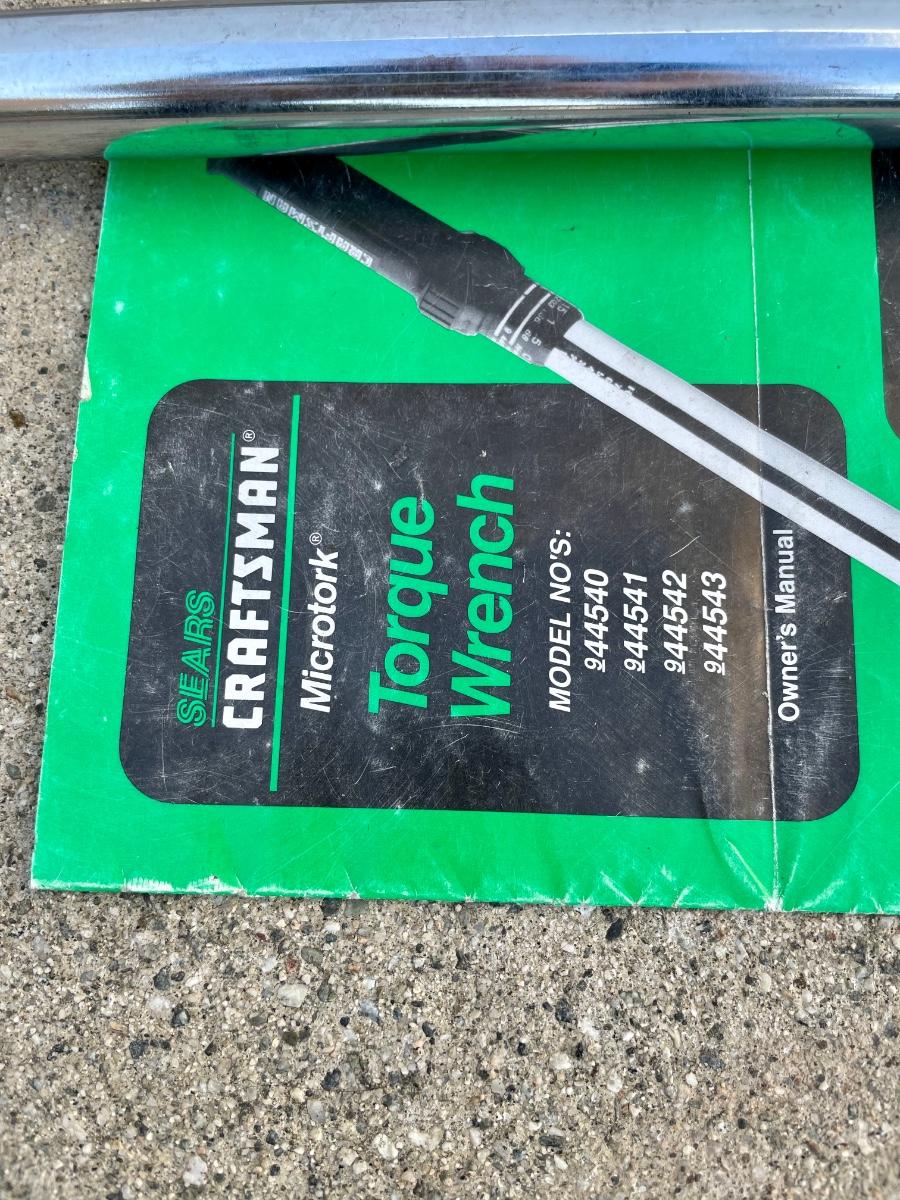 SEARS
CRAFTSMAN®
Microtork®
Torque
Wrench
MODEL NO'S:
944540
944541
944542
944543
Owner's Manual